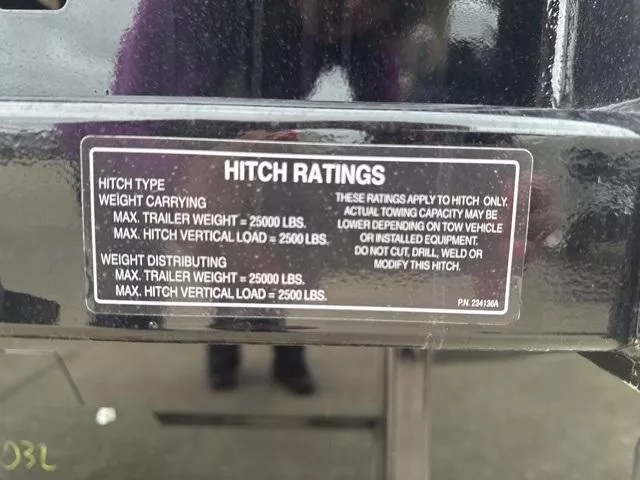 HITCH RATINGS
HITCH TYPE
WEIGHT CARRYING
MAX. TRAILER WEIGHT = 25000 LBS.
MAX. HITCH VERTICAL LOAD = 2500 LBS.
WEIGHT DISTRIBUTING
MAX. TRAILER WEIGHT = 25000 LBS.
MAX. HITCH VERTICAL LOAD = 2500 LBS.
THESE RATINGS APPLY TO HITCH ONLY.
ACTUAL TOWING CAPACITY MAY BE
LOWER DEPENDING ON TOW VEHICLE
OR INSTALLED EQUIPMENT.
DO NOT CUT, DRILL, WELD OR
MODIFY THIS HITCH.
P.N. 234136A